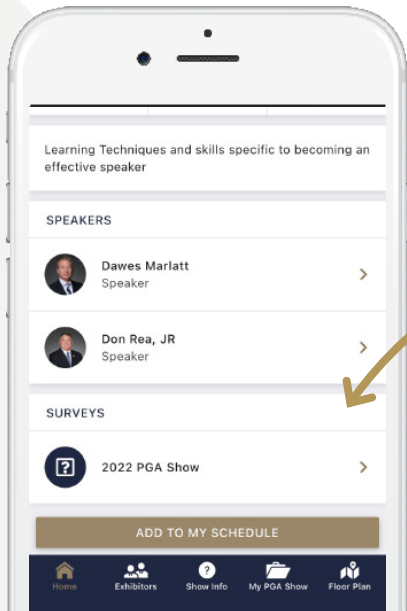 Learning Techniques and skills specific to becoming an
effective speaker
SPEAKERS
Dawes Marlatt
Speaker
Don Rea, JR
Speaker
SURVEYS
2022 PGA Show
ADD TO MY SCHEDULE
Home
Exhibitors
Show Info
My PGA Show
Floor Plan